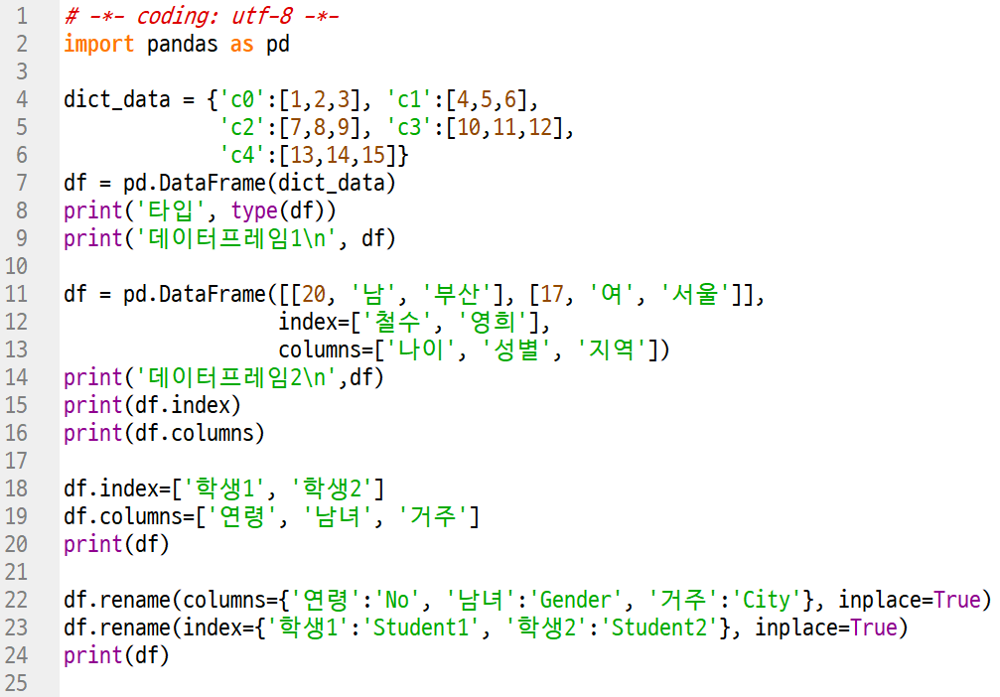 1 # -*- coding: utf-8 -*-
2 import pandas as pd
3
4 dict_data = {'c0':[1,2,3], 'c1':[4,5,6],
5              'c2':[7,8,9], 'c3':[10,11,12],
6              'c4':[13,14,15]}
7 df = pd.DataFrame(dict_data)
8 print('타입', type(df))
9 print('데이터프레임1\n', df)
10
11 df = pd.DataFrame([[20, '남', '부산'], [17, '여', '서울']],
12                   index=['철수', '영희'],
13                   columns=['나이', '성별', '지역'])
14 print('데이터프레임2\n',df)
15 print(df.index)
16 print(df.columns)
17
18 df.index=['학생1', '학생2']
19 df.columns=['연령', '남녀', '거주']
20 print(df)
21
22 df.rename(columns={'연령':'No', '남녀':'Gender', '거주':'City'}, inplace=True)
23 df.rename(index={'학생1':'Student1', '학생2':'Student2'}, inplace=True)
24 print(df)
25